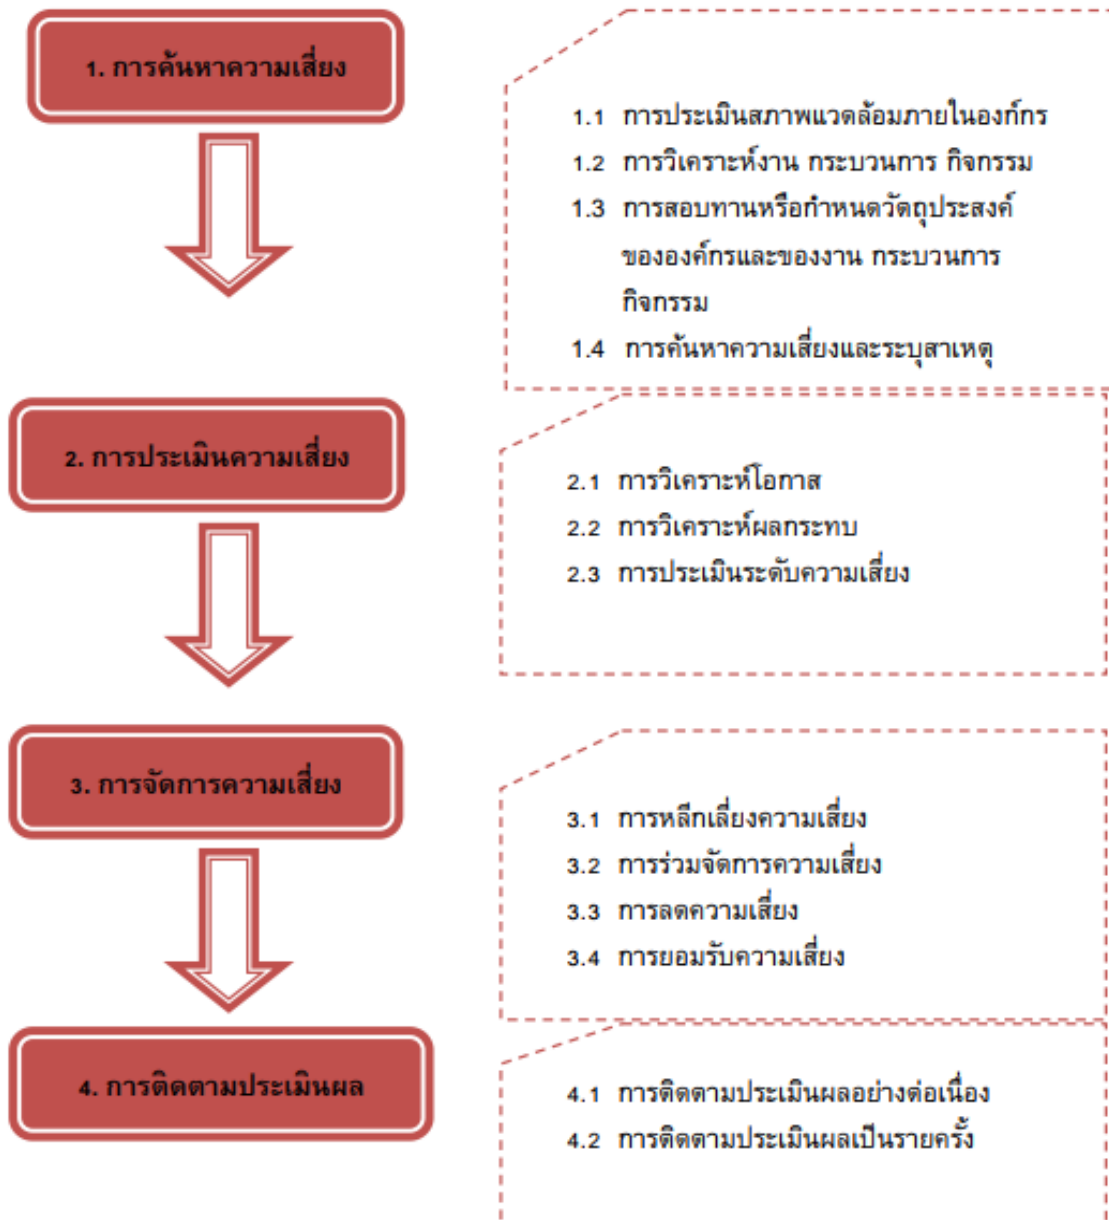 1. การค้นหาความเสี่ยง
1.1 การประเมินสภาพแวดล้อมภายในองก์กร
1.2 การวิเคราะห์งาน กระบวนการ กิจกรรม
1.3 การสอบทานหรือกำหนดวัตถุประสงค์
ขององค์กรและของงาน กระบวนการ
กิจกรรม
1.4 การค้นหาความเสี่ยงและระบุสาเหตุ
2. การประเมินความเสี่ยง
2.1 การวิเคราะห์โอกาส
2.2 การวิเคราะห์ผลกระทบ
2.3 การประเมินระดับความเสี่ยง
3. การจัดการความเสี่ยง
3.1 การหลีกเลี่ยงความเสี่ยง
3.2 การร่วมจัดการความเสี่ยง
3.3 การลดความเสี่ยง
3.4 การยอมรับความเสี่ยง
4. การติดตามประเมินผล
4.1 การติดตามประเมินผลอย่างต่อเนื่อง
4.2 การติดตามประเมินผลเป็นรายครั้ง